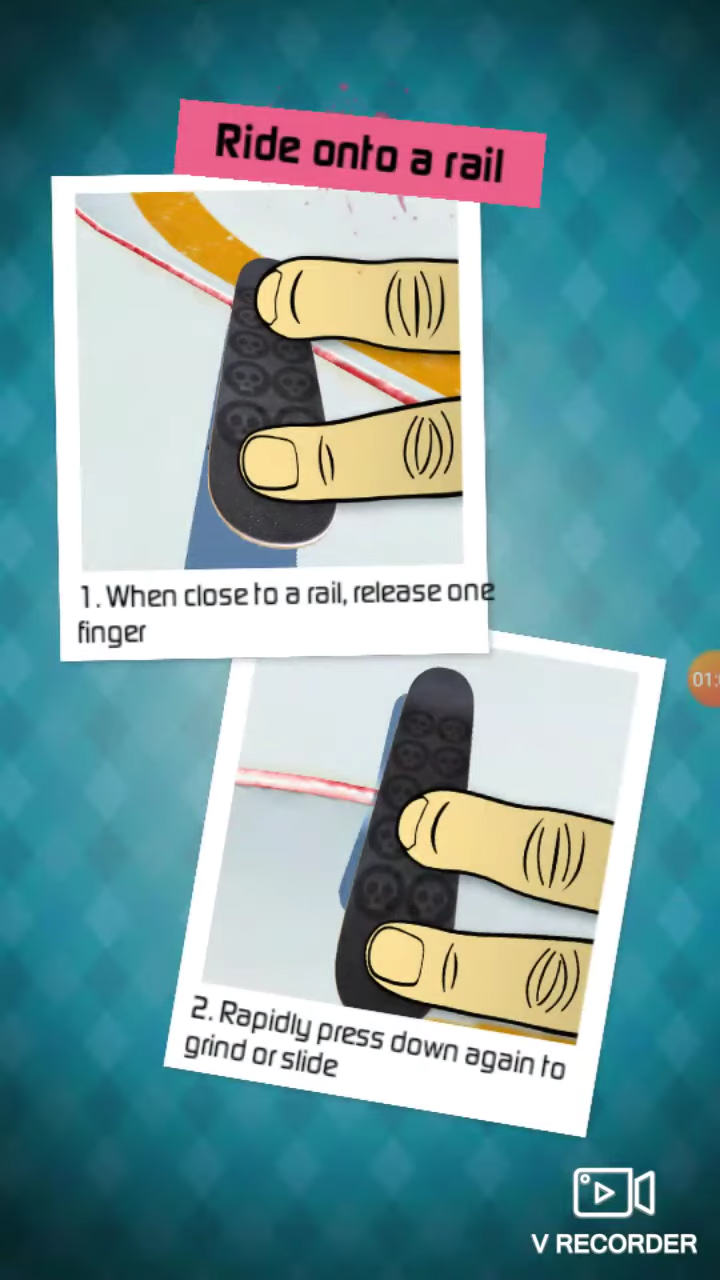 Ride onto a rail
1. When close to a rail, release one
finger
2. Rapidly press down again to
grind or slide
V RECORDER